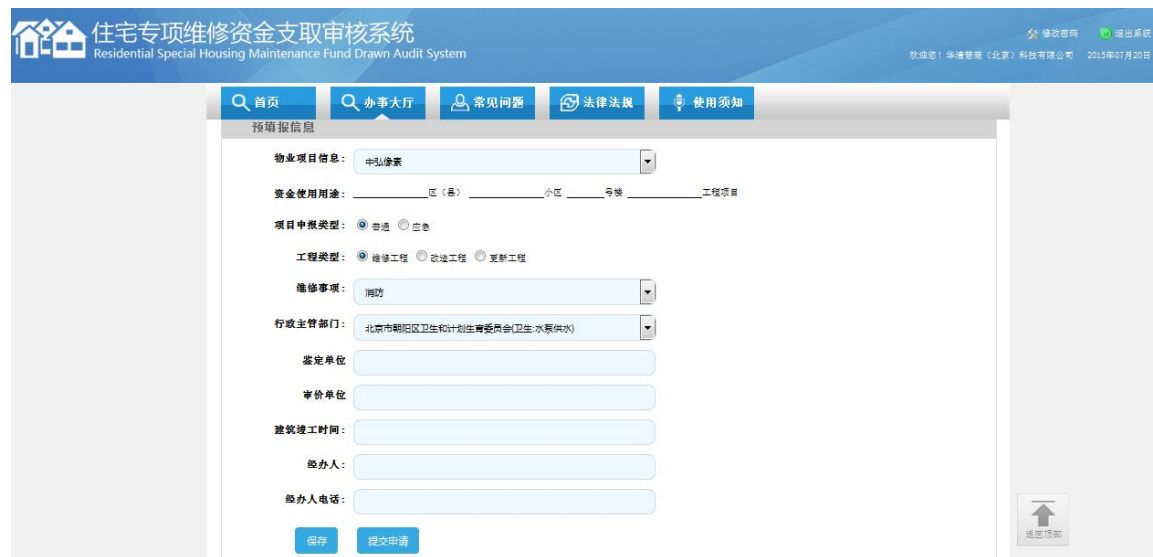 住宅专项维修资金支取审核系统
Residential Special Housing Maintenance Fund Drawn Audit System
修改密码 退出系统
欢迎您！华清慧商（北京）科技有限公司 2015年07月20日
首页 办事大厅 常见问题 法律法规 使用须知
预填报信息
物业项目信息： 中弘像素
资金使用用途： 区（县） 小区 号楼 工程项目
项目申报类型： 普通 应急
工程类型： 维修工程 改造工程 更新工程
维修事项： 消防
行政主管部门： 北京市朝阳区卫生和计划生育委员会(卫生:水泵供水)
鉴定单位
审价单位
建筑竣工时间：
经办人：
经办人电话：
保存 提交申请
返回顶部